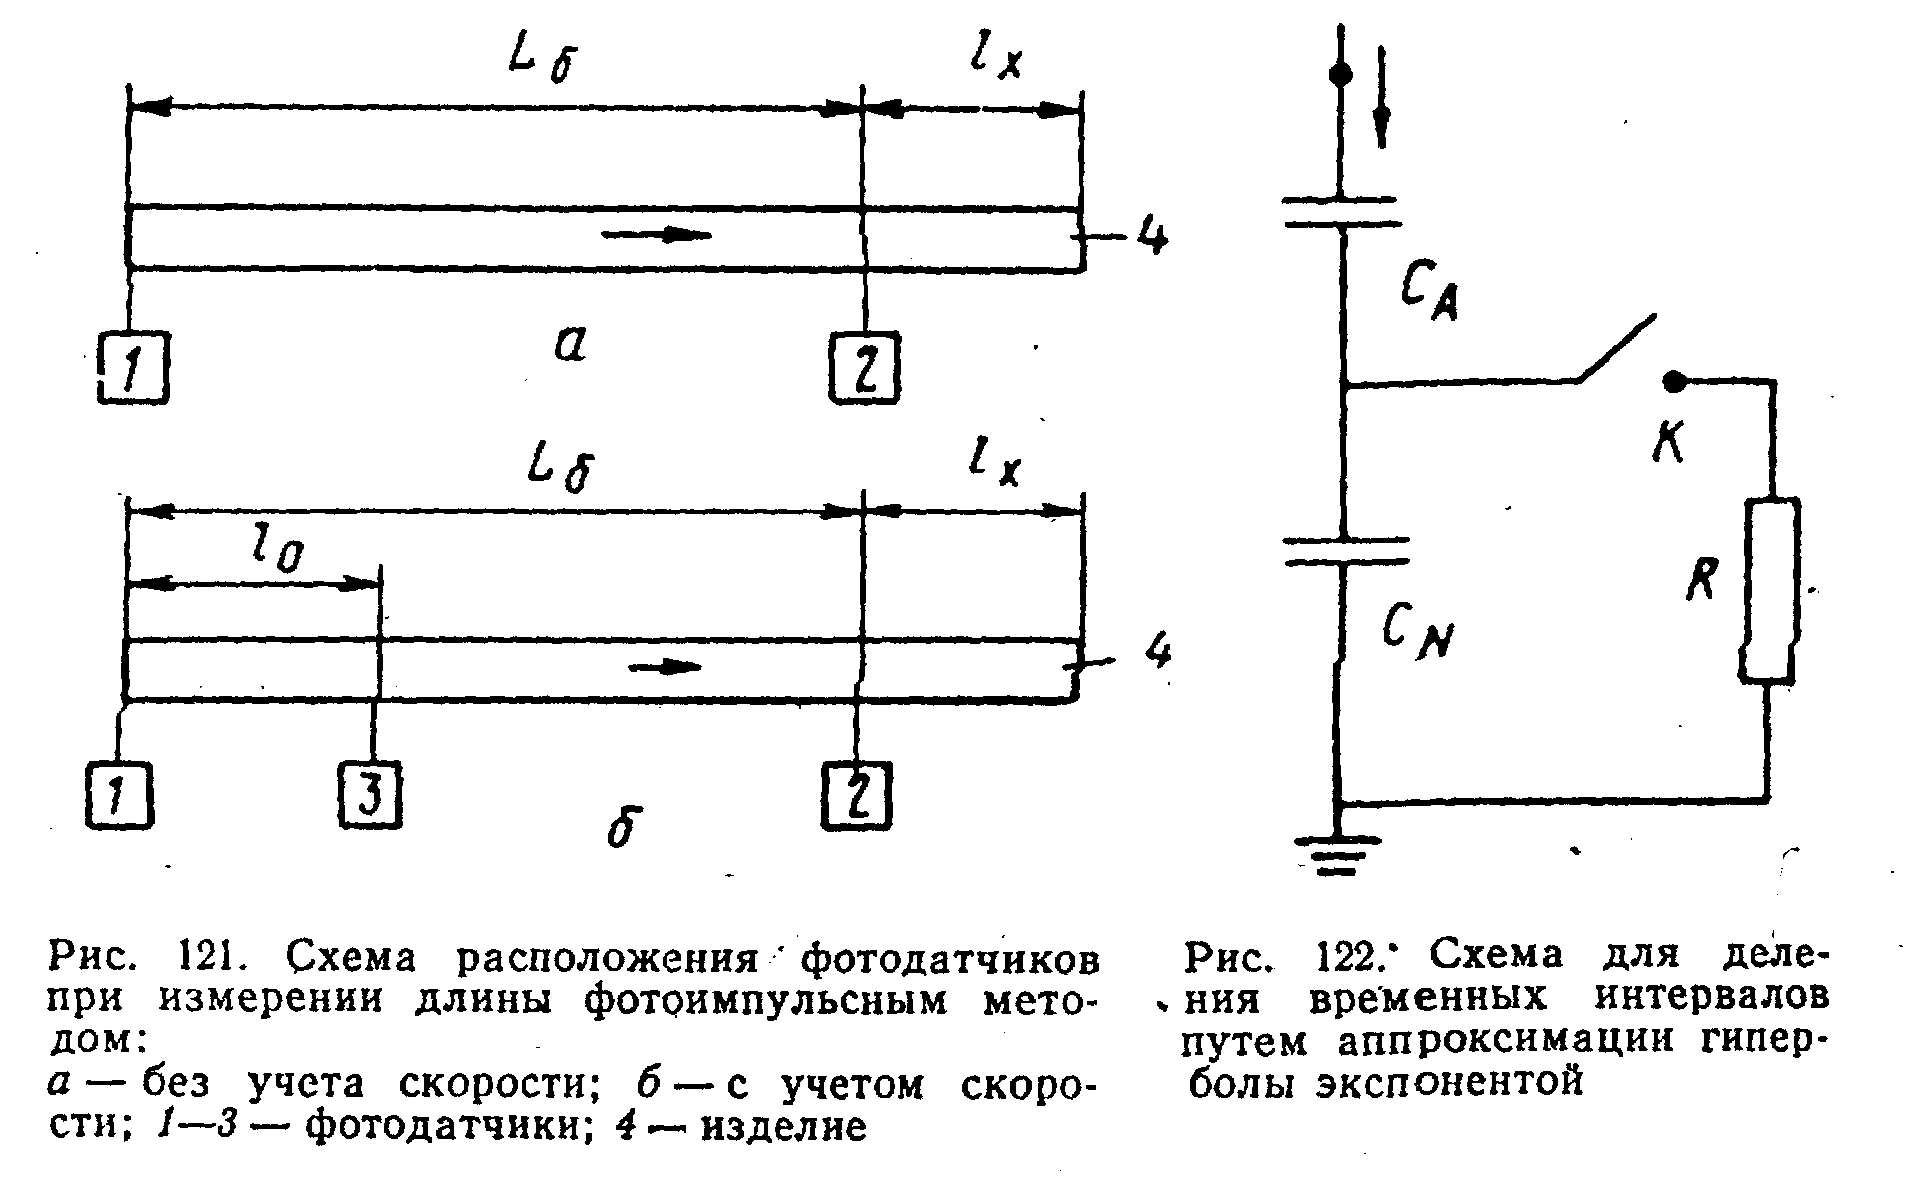 Lб
lx
4
1
а
2
Lб
lx
l0
4
1
3
2
б
CA
K
R
CN
Рис. 121. Схема расположения фотодатчиков
при измерении длины фотоимпульсным мето-
дом:
а — без учета скорости; б — с учетом скоро-
сти; 1—3 — фотодатчики; 4 — изделие
Рис. 122. Схема для деле-
ния временных интервалов
путем аппроксимации гипер-
болы экспонентой